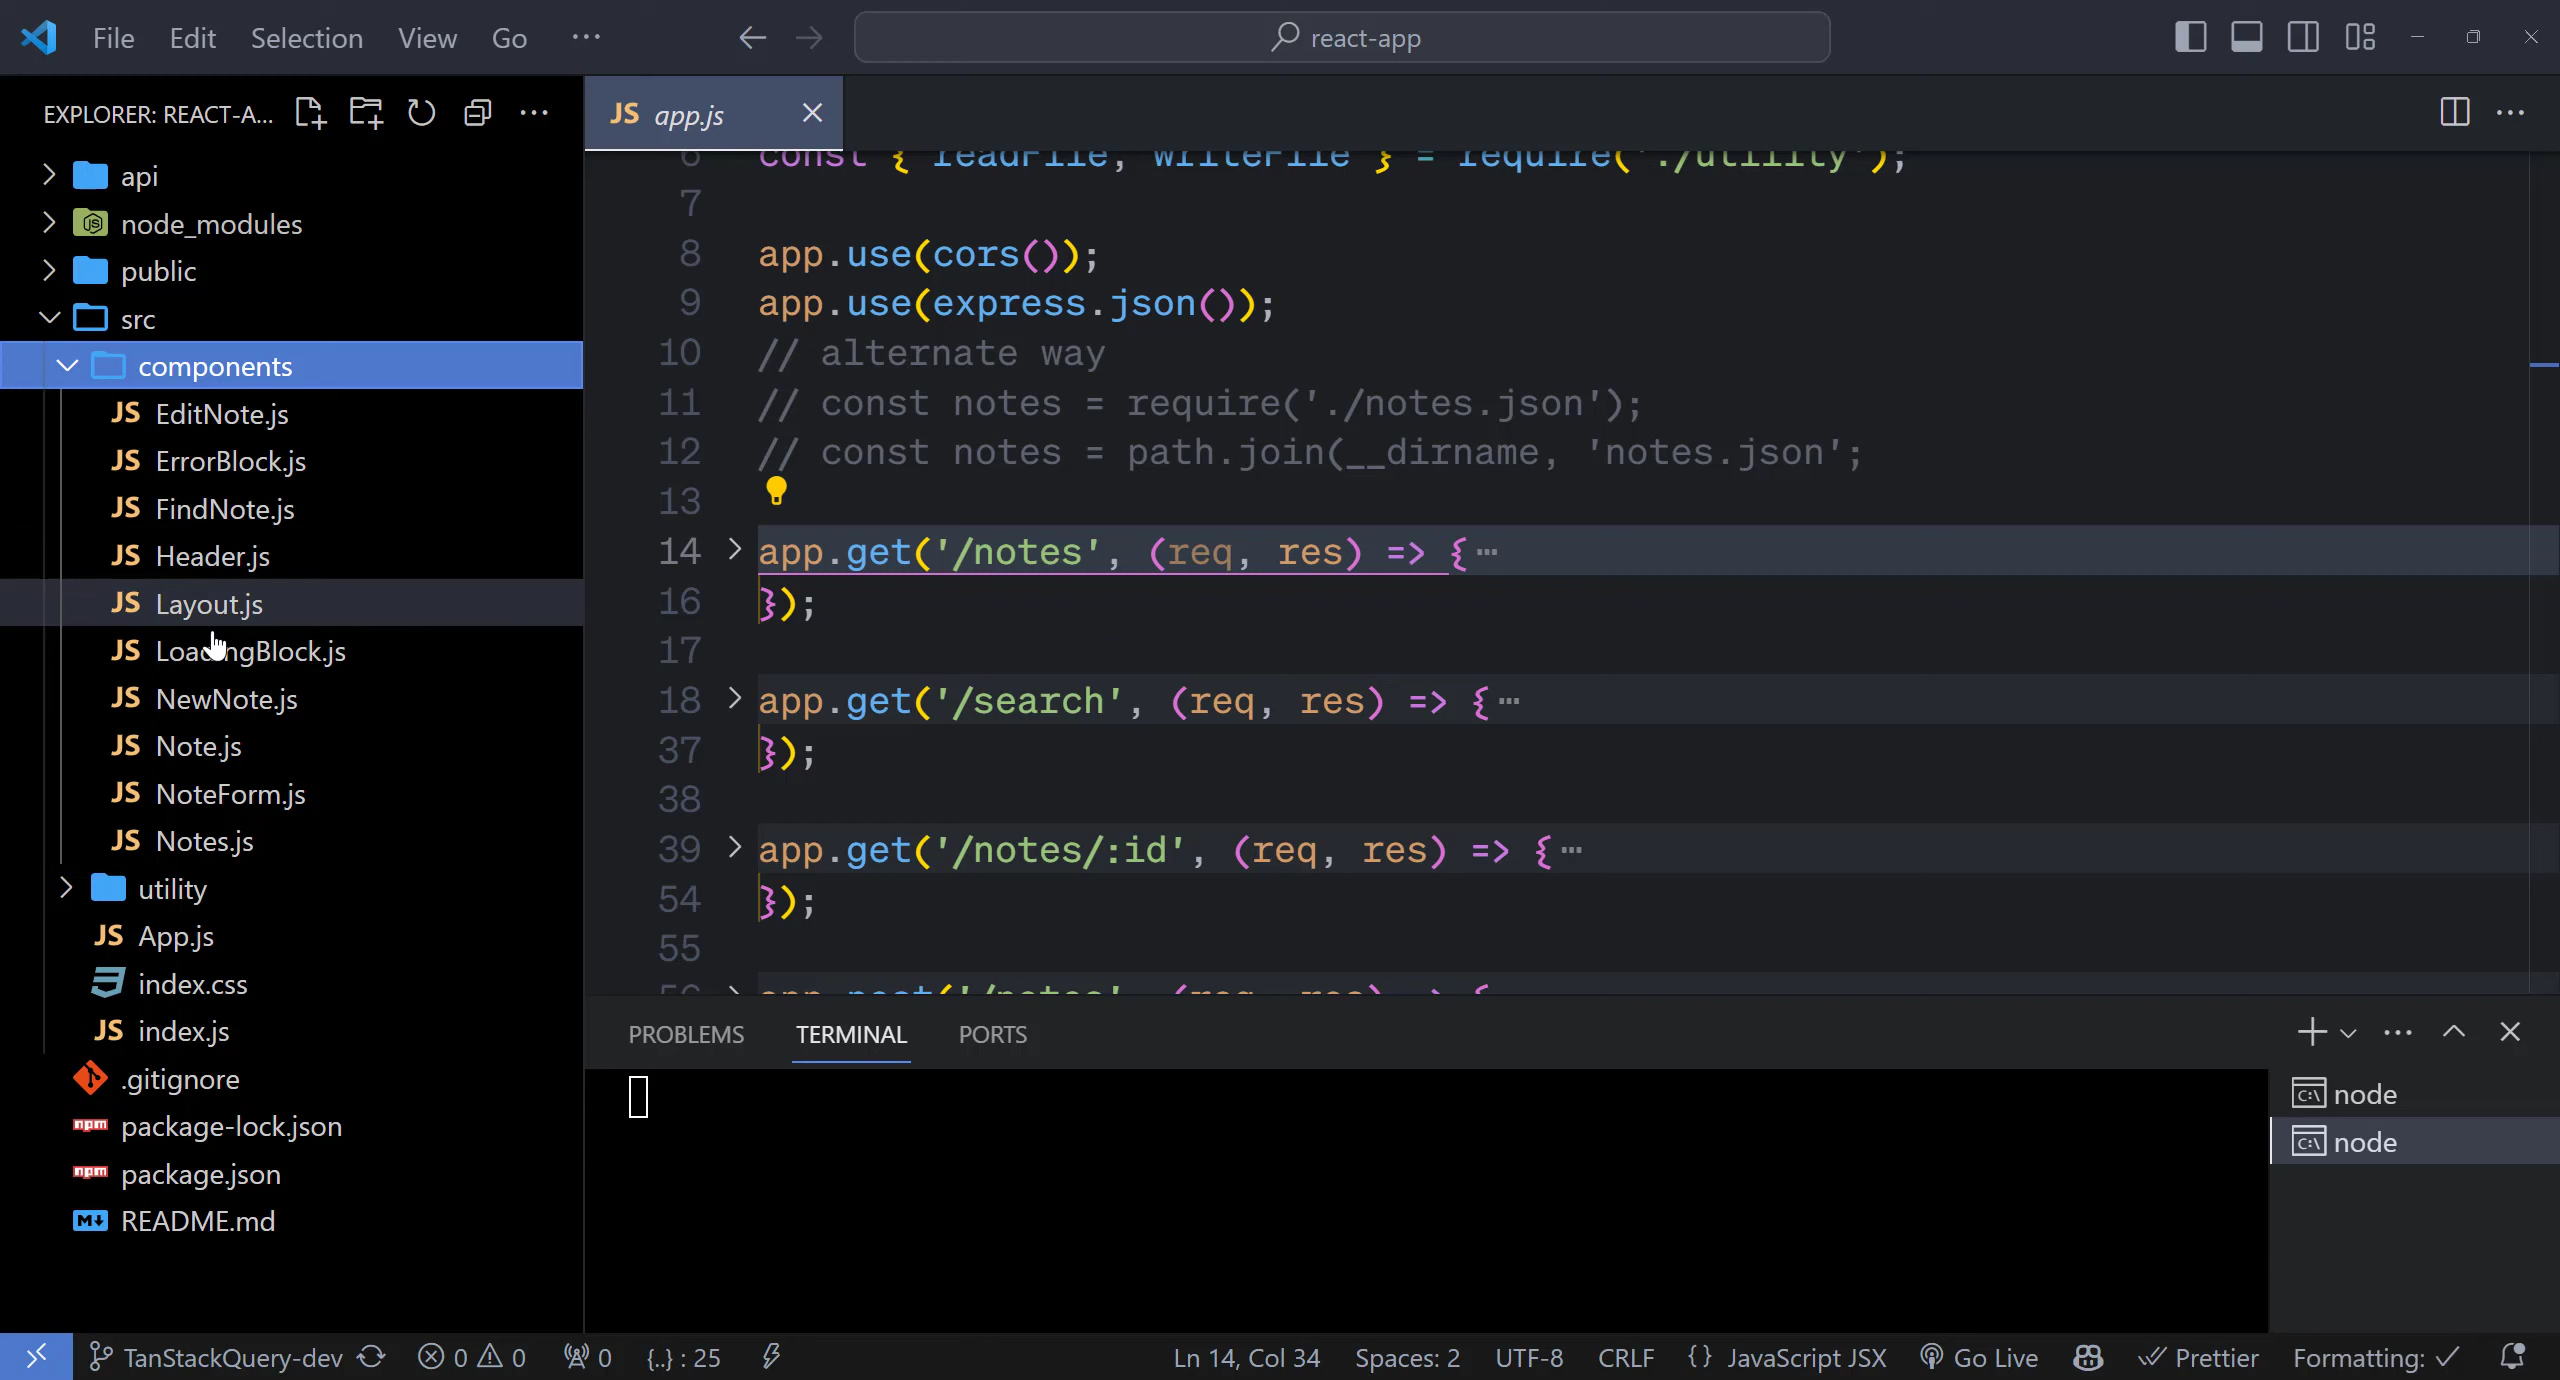 File Edit Selection View Go ···
react-app
EXPLORER: REACT-A...
api
node_modules
public
src
components
JS EditNote.js
JS ErrorBlock.js
JS FindNote.js
JS Header.js
JS Layout.js
JS LoadingBlock.js
JS NewNote.js
JS Note.js
JS NoteForm.js
JS Notes.js
utility
JS App.js
index.css
JS index.js
.gitignore
package-lock.json
package.json
README.md
JS app.js
6 const { readFile, writeFile } = require('./utility');
7
8 app.use(cors());
9 app.use(express.json());
10 // alternate way
11 // const notes = require('./notes.json');
12 // const notes = path.join(__dirname, 'notes.json';
13
14 app.get('/notes', (req, res) => {···
16 });
17
18 app.get('/search', (req, res) => {···
37 });
38
39 app.get('/notes/:id', (req, res) => {···
54 });
55
56 app.post('/notes', (req, res) => {
PROBLEMS TERMINAL PORTS
node
node
TanStackQuery-dev 0 0 0 {..} : 25 Ln 14, Col 34 Spaces: 2 UTF-8 CRLF {} JavaScript JSX Go Live Prettier Formatting: ✓